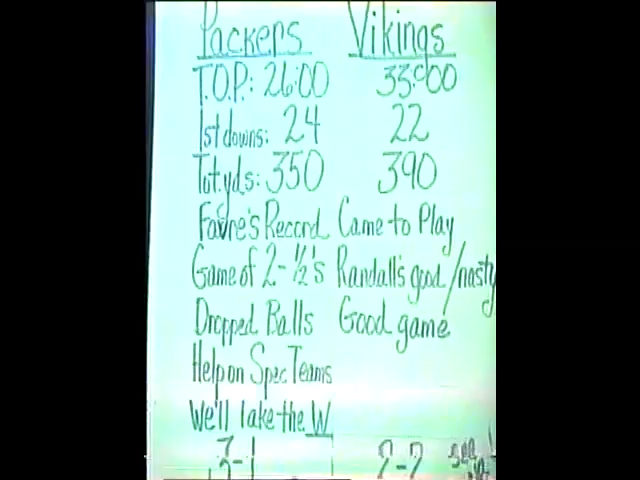 Packers Vikings
T.O.P.: 26:00 33:00
1st downs: 24 22
Tot.yds: 350 390
Favre's Record Came to Play
Game of 2-½'s Randall's good/nasty
Dropped Balls Good game
Help on Spec Teams
We'll take the W
3-1 2-2